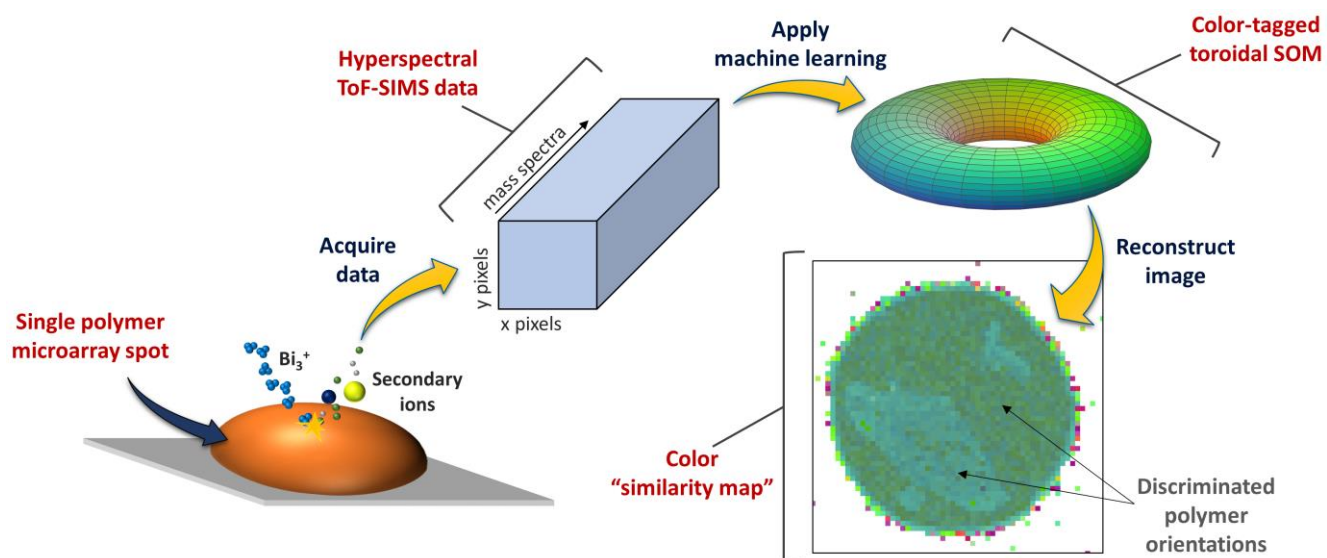 Apply
machine learning
Color-tagged
toroidal SOM
Hyperspectral
ToF-SIMS data
mass spectra
y pixels
x pixels
Acquire
data
Reconstruct
image
Single polymer
microarray spot
Bi₃⁺
Secondary
ions
Color
“similarity map”
Discriminated
polymer
orientations